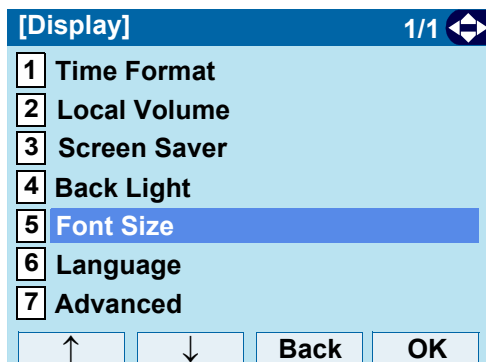 [Display] 1/1
1 Time Format
2 Local Volume
3 Screen Saver
4 Back Light
5 Font Size
6 Language
7 Advanced
↑ ↓ Back OK